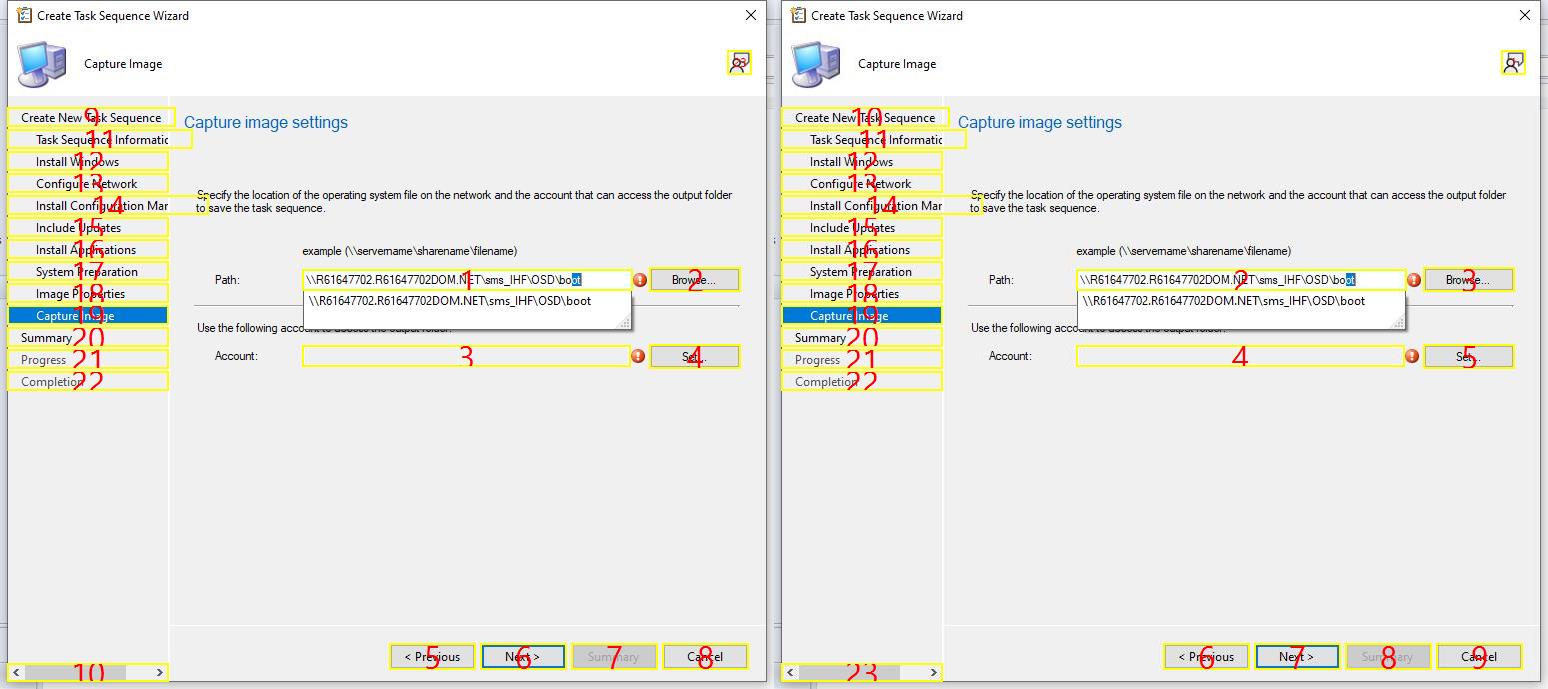 Create Task Sequence Wizard
Capture Image
9 Create New Task Sequence
11 Task Sequence Informatic
12 Install Windows
13 Configure Network
14 Install Configuration Mar
15 Include Updates
16 Install Applications
17 System Preparation
18 Image Properties
19 Capture Image
20 Summary
21 Progress
22 Completion
10
Capture image settings
Specify the location of the operating system file on the network and the account that can access the output folder
to save the task sequence.
example (\\servername\sharename\filename)
Path: \\R61647702.R61647702DOM.NET\sms_IHF\OSD\boot 1 Browse... 2
\\R61647702.R61647702DOM.NET\sms_IHF\OSD\boot
Use the following account to access the output folder:
Account: 3 Set... 4
< Previous 5 Next > 6 Summary 7 Cancel 8
Create Task Sequence Wizard
Capture Image
10 Create New Task Sequence
11 Task Sequence Informatic
12 Install Windows
13 Configure Network
14 Install Configuration Mar
15 Include Updates
16 Install Applications
17 System Preparation
18 Image Properties
19 Capture Image
20 Summary
21 Progress
22 Completion
23
Capture image settings
Specify the location of the operating system file on the network and the account that can access the output folder
to save the task sequence.
example (\\servername\sharename\filename)
Path: \\R61647702.R61647702DOM.NET\sms_IHF\OSD\boot 2 Browse... 3
\\R61647702.R61647702DOM.NET\sms_IHF\OSD\boot
Use the following account to access the output folder:
Account: 4 Set... 5
< Previous 6 Next > 7 Summary 8 Cancel 9